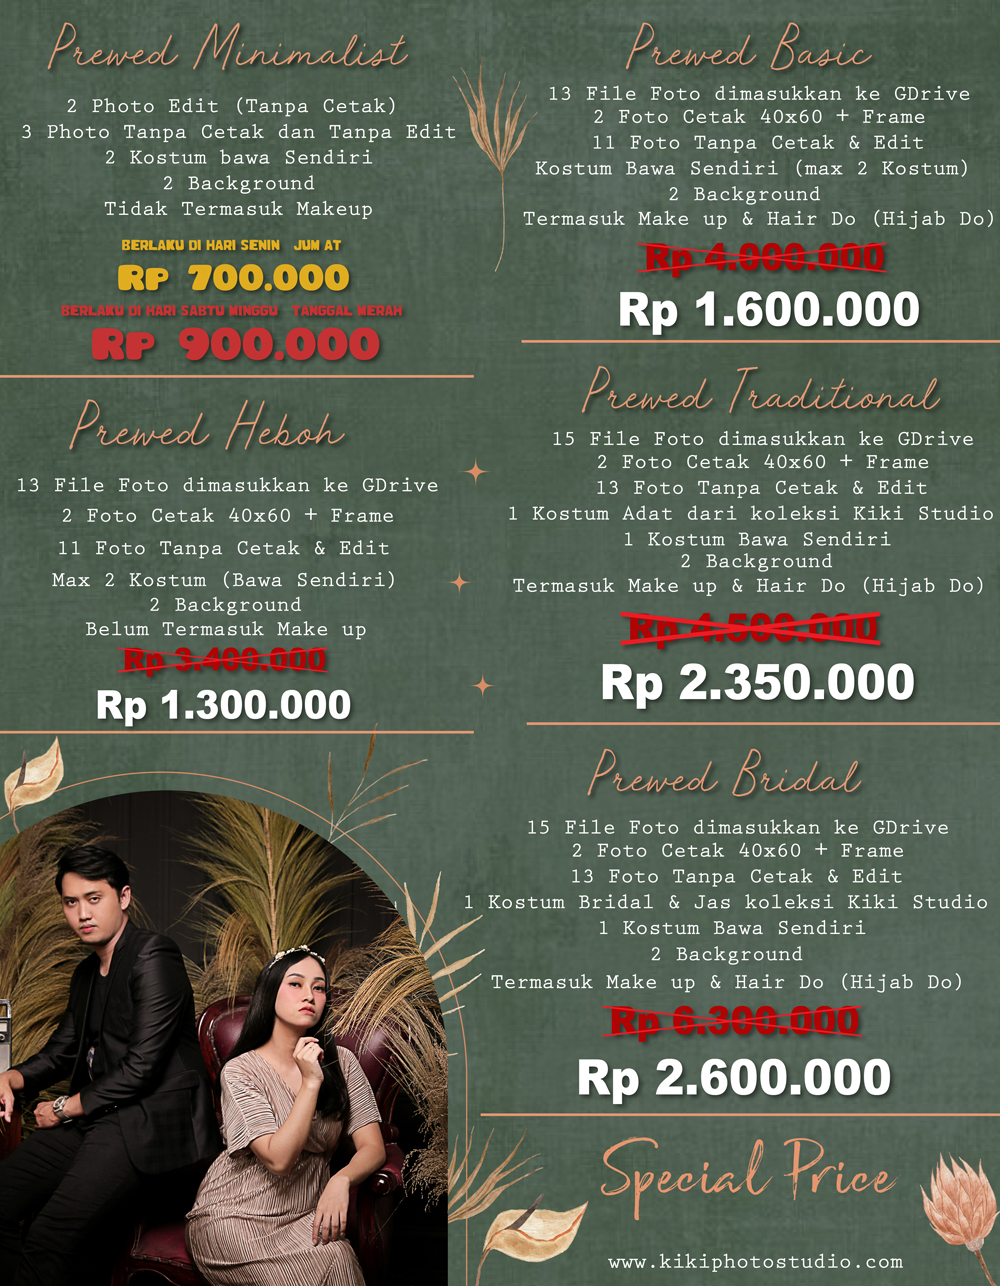 Prewed Minimalist
2 Photo Edit (Tanpa Cetak)
3 Photo Tanpa Cetak dan Tanpa Edit
2 Kostum bawa Sendiri
2 Background
Tidak Termasuk Makeup
BERLAKU DI HARI SENIN JUM AT
Rp 700.000
BERLAKU DI HARI SABTU MINGGU TANGGAL MERAH
Rp 900.000
Prewed Heboh
13 File Foto dimasukkan ke GDrive
2 Foto Cetak 40x60 + Frame
11 Foto Tanpa Cetak & Edit
Max 2 Kostum (Bawa Sendiri)
2 Background
Belum Termasuk Make up
Rp 3.400.000
Rp 1.300.000
Prewed Basic
13 File Foto dimasukkan ke GDrive
2 Foto Cetak 40x60 + Frame
11 Foto Tanpa Cetak & Edit
Kostum Bawa Sendiri (max 2 Kostum)
2 Background
Termasuk Make up & Hair Do (Hijab Do)
Rp 4.000.000
Rp 1.600.000
Prewed Traditional
15 File Foto dimasukkan ke GDrive
2 Foto Cetak 40x60 + Frame
13 Foto Tanpa Cetak & Edit
1 Kostum Adat dari koleksi Kiki Studio
1 Kostum Bawa Sendiri
2 Background
Termasuk Make up & Hair Do (Hijab Do)
Rp 4.500.000
Rp 2.350.000
Prewed Bridal
15 File Foto dimasukkan ke GDrive
2 Foto Cetak 40x60 + Frame
13 Foto Tanpa Cetak & Edit
1 Kostum Bridal & Jas koleksi Kiki Studio
1 Kostum Bawa Sendiri
2 Background
Termasuk Make up & Hair Do (Hijab Do)
Rp 6.300.000
Rp 2.600.000
Special Price
www.kikiphotostudio.com